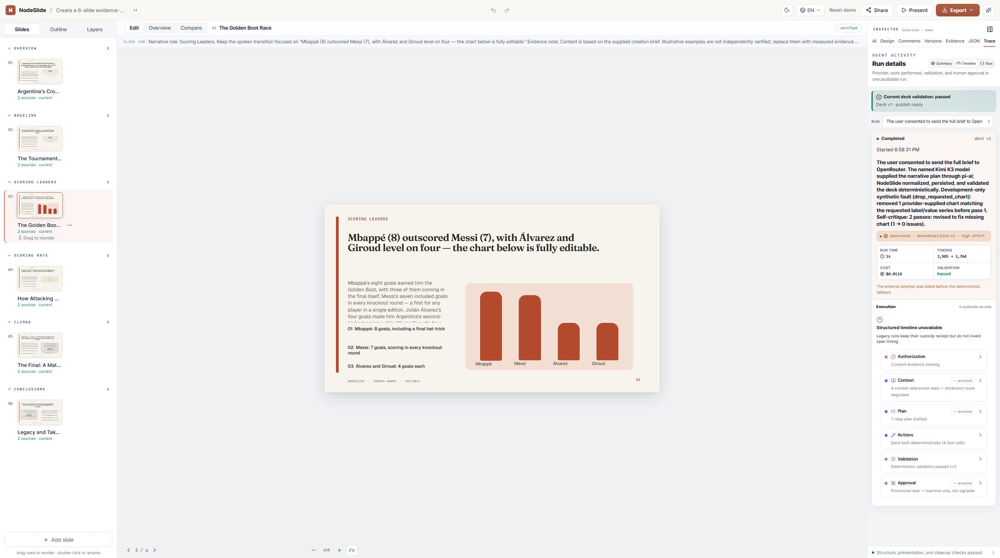 N NodeSlide / Create a 6-slide evidence-... v1
EN Reset demo Share Present Export
Slides Outline Layers
OVERVIEW 1
01
Argentina's Cro...
2 sources · current
BASELINE 1
02
172
The Tournament...
2 sources · current
SCORING LEADERS 1
03
The Golden Boo... •••
2 sources · current
Drag to reorder
SCORING RATE 1
04
How Attacking ...
2 sources · current
CLIMAX 1
05
The Final: A Mat...
2 sources · current
CONCLUSIONS 1
06
Legacy and Tak...
2 sources · current
+ Add slide
drag rows to reorder · double-click to rename
Edit Overview Compare 03 The Golden Boot Race verified
SLIDE JOB Narrative role: Scoring Leaders. Keep the spoken transition focused on “Mbappé (8) outscored Messi (7), with Álvarez and Giroud level on four — the chart below is fully editable.” Evidence note: Content is based on the supplied creation brief. Illustrative examples are not independently verified; replace them with measured evidence ...
SCORING LEADERS
Mbappé (8) outscored Messi (7), with Álvarez and
Giroud level on four — the chart below is fully editable.
Mbappé's eight goals earned him the
Golden Boot, with three of them coming in
the final itself. Messi's seven included goals
in every knockout round — a first for any
player in a single edition. Julián Álvarez's
four goals made him Argentina's second-
highest scorer, while Olivier Giroud's four
01 Mbappé: 8 goals, including a final hat-trick
02 Messi: 7 goals, scoring in every knockout
round
03 Álvarez and Giroud: 4 goals each
Mbappé Messi Álvarez Giroud
NODESLIDE · SOURCE-AWARE · EDITABLE
03
3 / 6
65% Fit
INSPECTOR Selection · none
AI Design Comments Versions Evidence JSON Trace
AGENT ACTIVITY
Run details
Summary Timeline { } Raw
Provider, work performed, validation, and human approval in
one auditable run.
Current deck validation: passed
Deck v1 · publish ready
RUN The user consented to send the full brief to Open
Completed deck v1
Started 6:58:31 PM
The user consented to send the full brief to
OpenRouter. The named Kimi K3 model
supplied the narrative plan through pi-ai;
NodeSlide normalized, persisted, and validated
the deck deterministically. Development-only
synthetic fault (drop_requested_chart):
removed 1 provider-supplied chart matching
the requested label/value series before pass 1.
Self-critique: 2 passes: revised to fix missing
chart (1 → 0 issues).
openrouter · moonshotai/kimi-k3 · High effort
RUN TIME
1s
TOKENS
3,985 → 3,764
COST
$0.0118
VALIDATION
Passed
The external attempt was billed before the deterministic
fallback.
Execution 6 auditable records
Structured timeline unavailable
Legacy runs keep their custody receipt but do not invent
span timing.
Authorization
Consent evidence missing
Context — unsealed
4 context references read — attribution route
degraded
Plan — unsealed
7-step plan drafted
Actions
Deck built deterministically (4 tool calls)
Validation
Deterministic validation passed (v1)
Approval — unsealed
Provisional seal — machine only, not signable
Structure, presentation, and cleanup checks passed